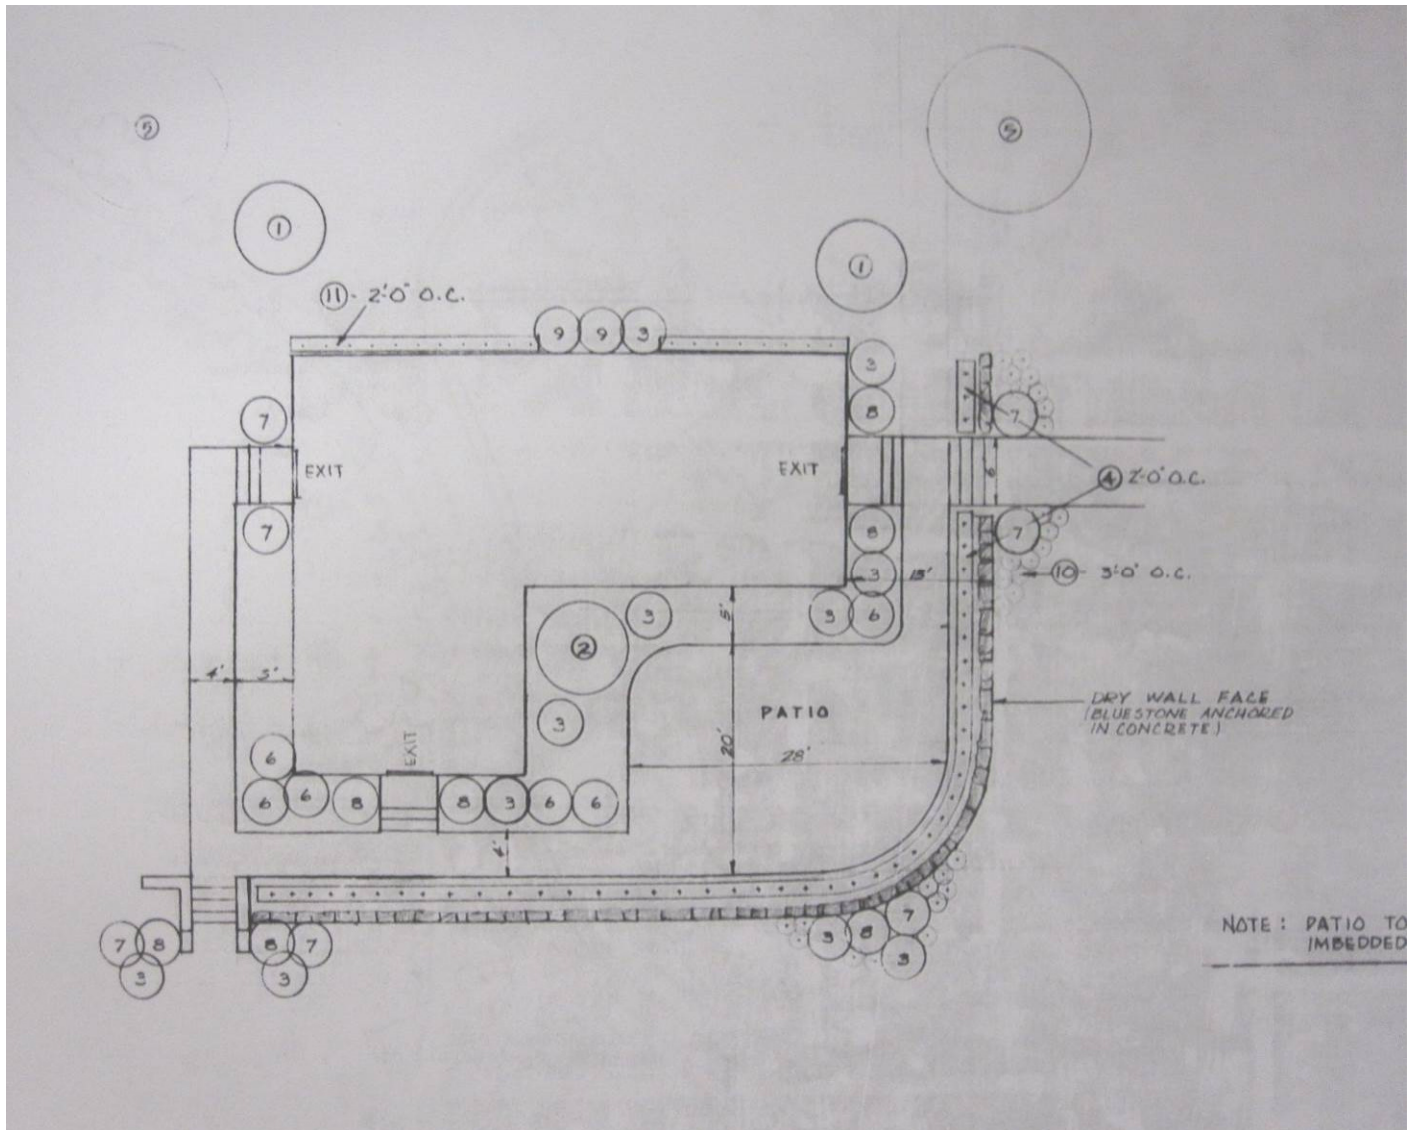 5
5
1
1
11 - 2'-0" O.C.
9 9 3
3
8
7
7
EXIT
EXIT
6'
4 2'-0" O.C.
7
8
7
3
13'
10 - 3'-0" O.C.
3
3 6
2
5'
4'
DRY WALL FACE
(BLUESTONE ANCHORED
IN CONCRETE.)
PATIO
3
20'
28'
EXIT
6
6 6 8
8 3 6 6
4'
7 8
3
8 7
3
7
3 8
3
NOTE: PATIO TO
IMBEDDED